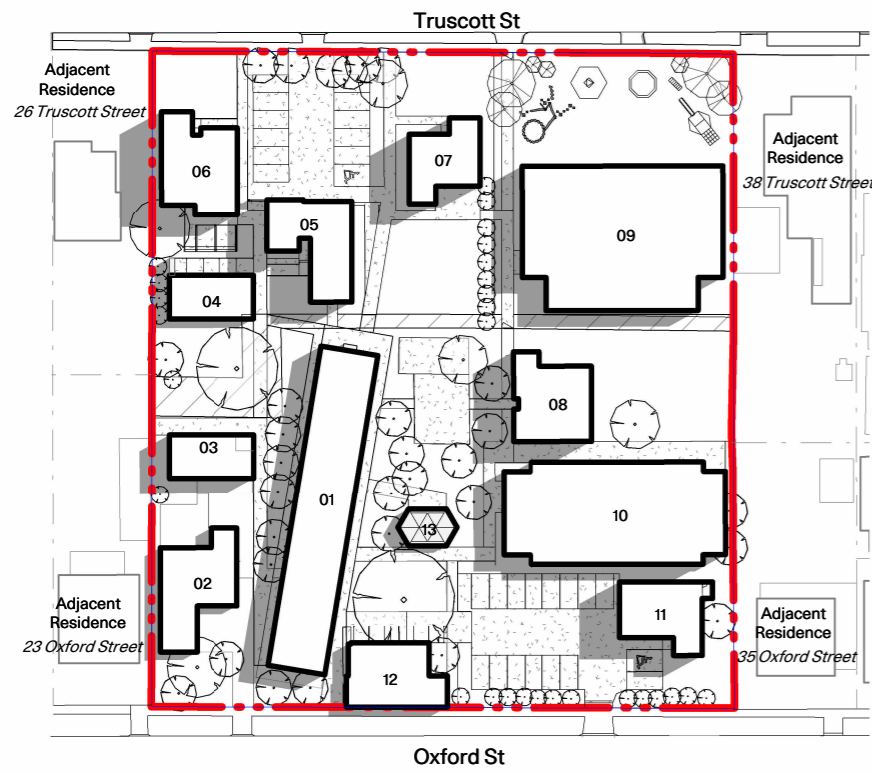 Truscott St
Adjacent
Residence
26 Truscott Street
Adjacent
Residence
38 Truscott Street
06
07
05
09
04
08
03
01
10
13
02
11
12
Adjacent
Residence
23 Oxford Street
Adjacent
Residence
35 Oxford Street
Oxford St